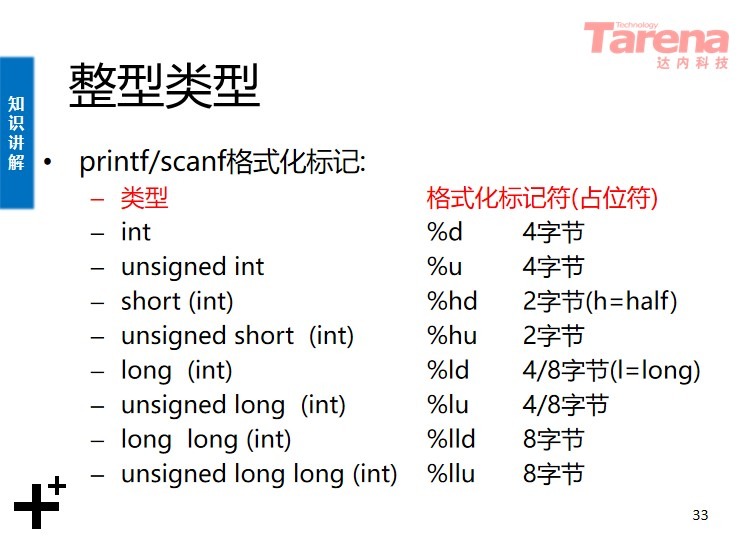 Technology
Tarena
达内科技
整型类型
知识讲解
• printf/scanf格式化标记:
– 类型 格式化标记符(占位符)
– int %d 4字节
– unsigned int %u 4字节
– short (int) %hd 2字节(h=half)
– unsigned short (int) %hu 2字节
– long (int) %ld 4/8字节(l=long)
– unsigned long (int) %lu 4/8字节
– long long (int) %lld 8字节
– unsigned long long (int) %llu 8字节
33